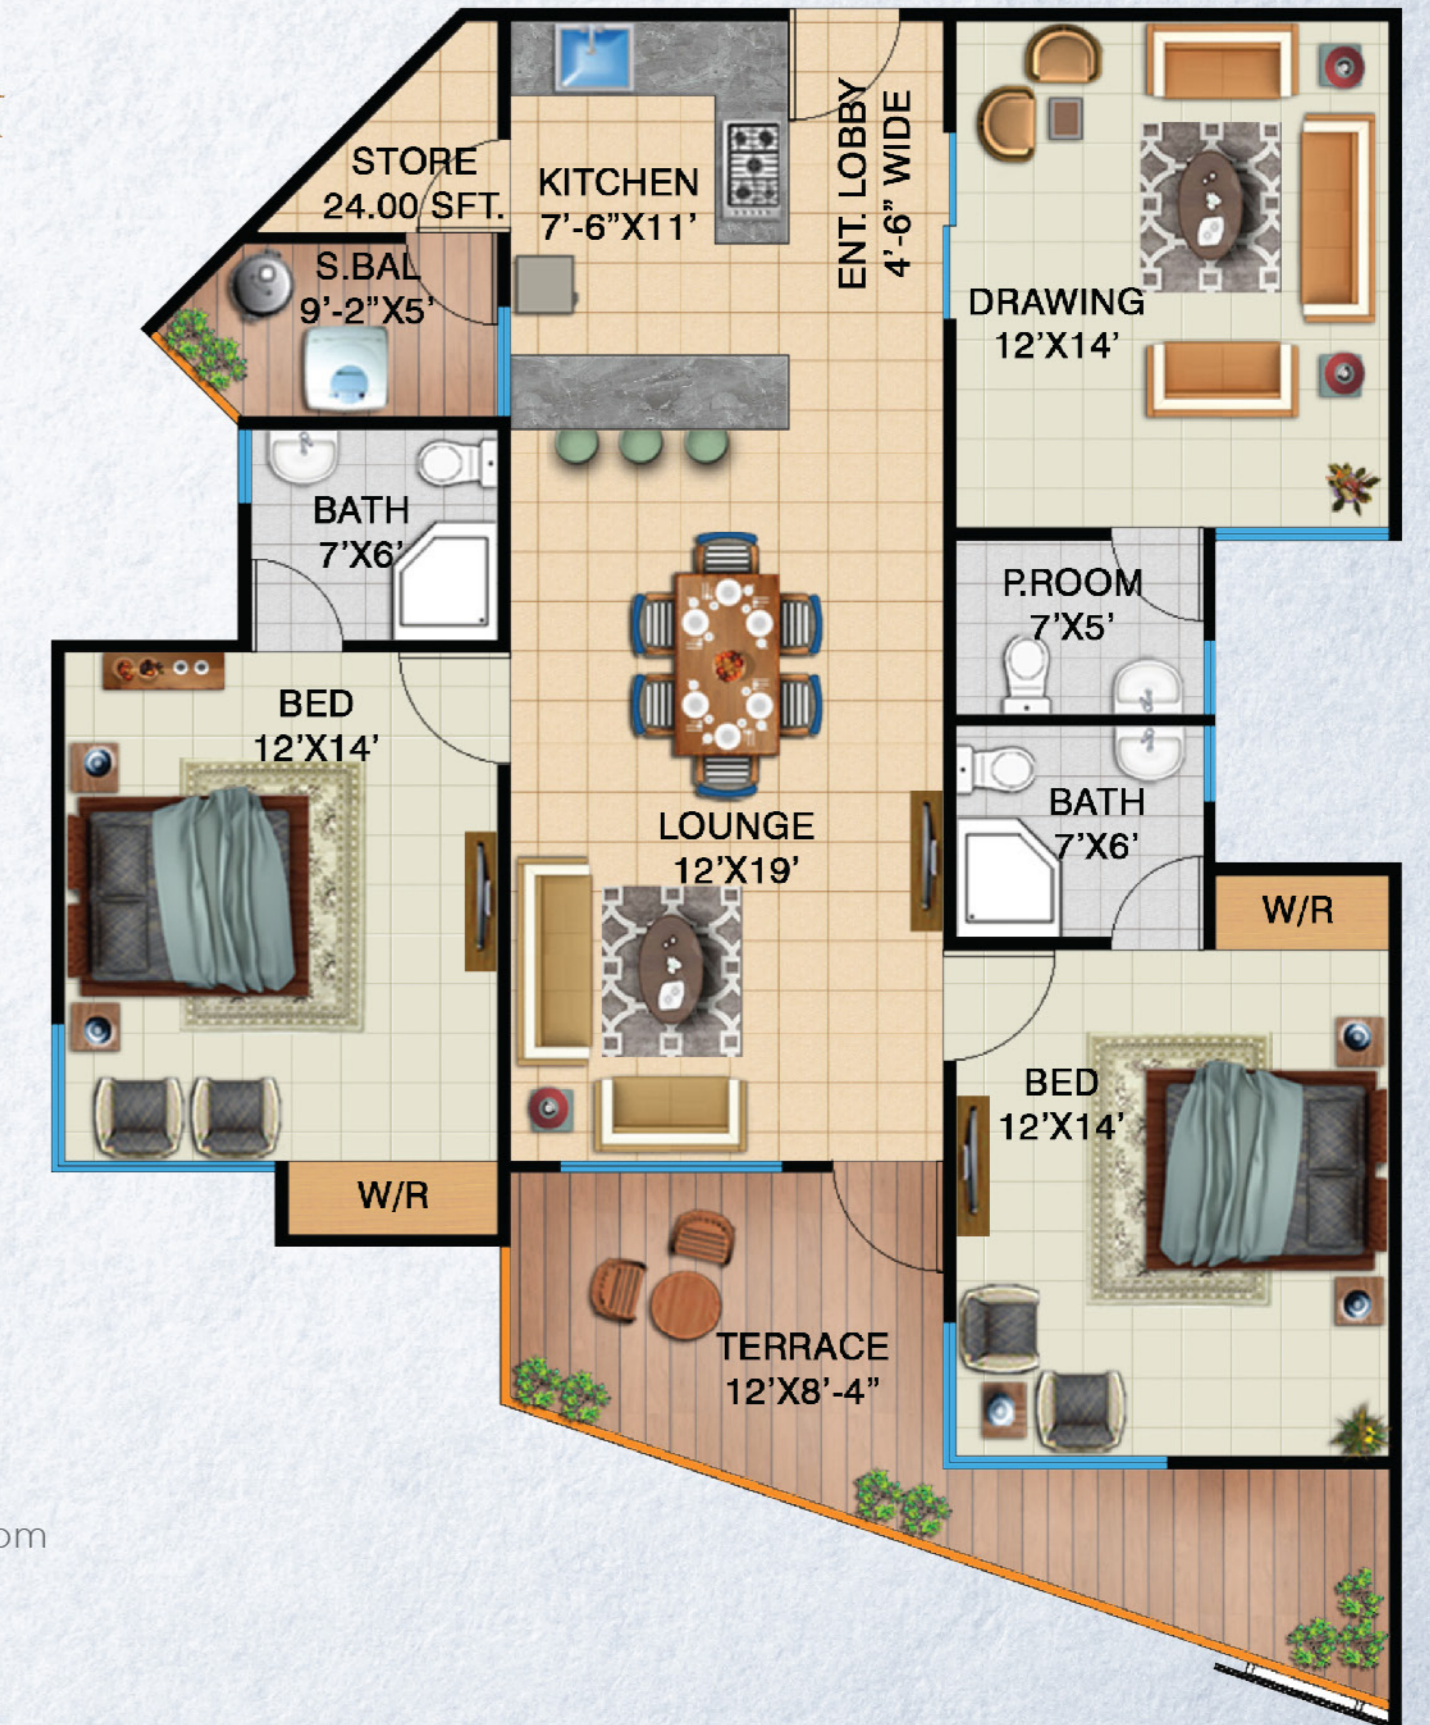 STORE
24.00 SFT.
KITCHEN
7'-6"X11'
ENT. LOBBY
4'-6" WIDE
DRAWING
12'X14'
S.BAL
9'-2"X5'
BATH
7'X6'
P.ROOM
7'X5'
BED
12'X14'
BATH
7'X6'
LOUNGE
12'X19'
W/R
BED
12'X14'
W/R
TERRACE
12'X8'-4"
om